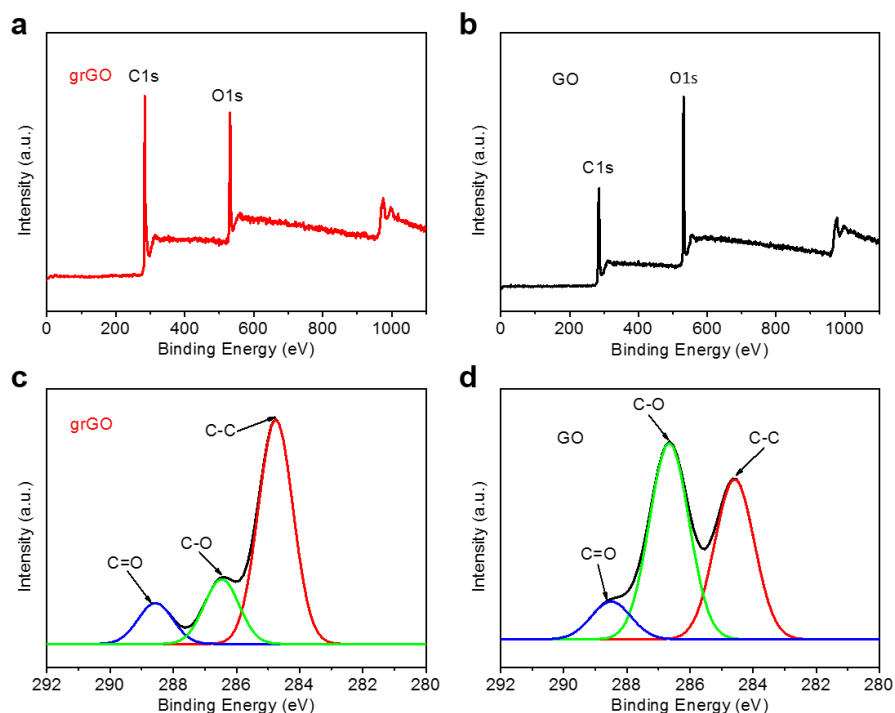 a
grGO
C1s
O1s
Intensity (a.u.)
0 200 400 600 800 1000
Binding Energy (eV)
b
GO
O1s
C1s
Intensity (a.u.)
0 200 400 600 800 1000
Binding Energy (eV)
c
grGO
C-C
C-O
C=O
Intensity (a.u.)
292 290 288 286 284 282 280
Binding Energy (eV)
d
C-O
GO
C-C
C=O
Intensity (a.u.)
292 290 288 286 284 282 280
Binding Energy (eV)